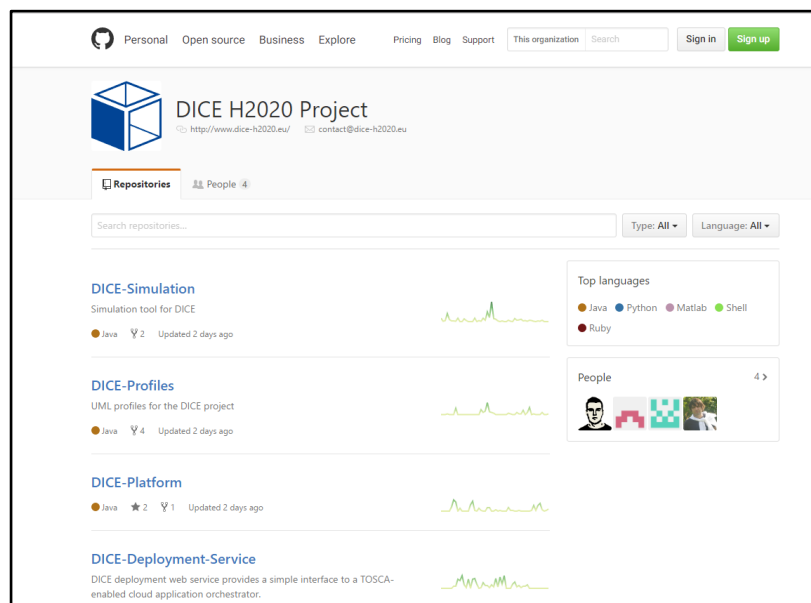 Personal Open source Business Explore Pricing Blog Support This organization Search Sign in Sign up
DICE H2020 Project
http://www.dice-h2020.eu/ contact@dice-h2020.eu
Repositories People 4
Search repositories... Type: All Language: All
DICE-Simulation
Simulation tool for DICE
Java 2 Updated 2 days ago
DICE-Profiles
UML profiles for the DICE project
Java 4 Updated 2 days ago
DICE-Platform
Java 2 1 Updated 2 days ago
DICE-Deployment-Service
DICE deployment web service provides a simple interface to a TOSCA-
enabled cloud application orchestrator.
Top languages
Java Python Matlab Shell
Ruby
People 4